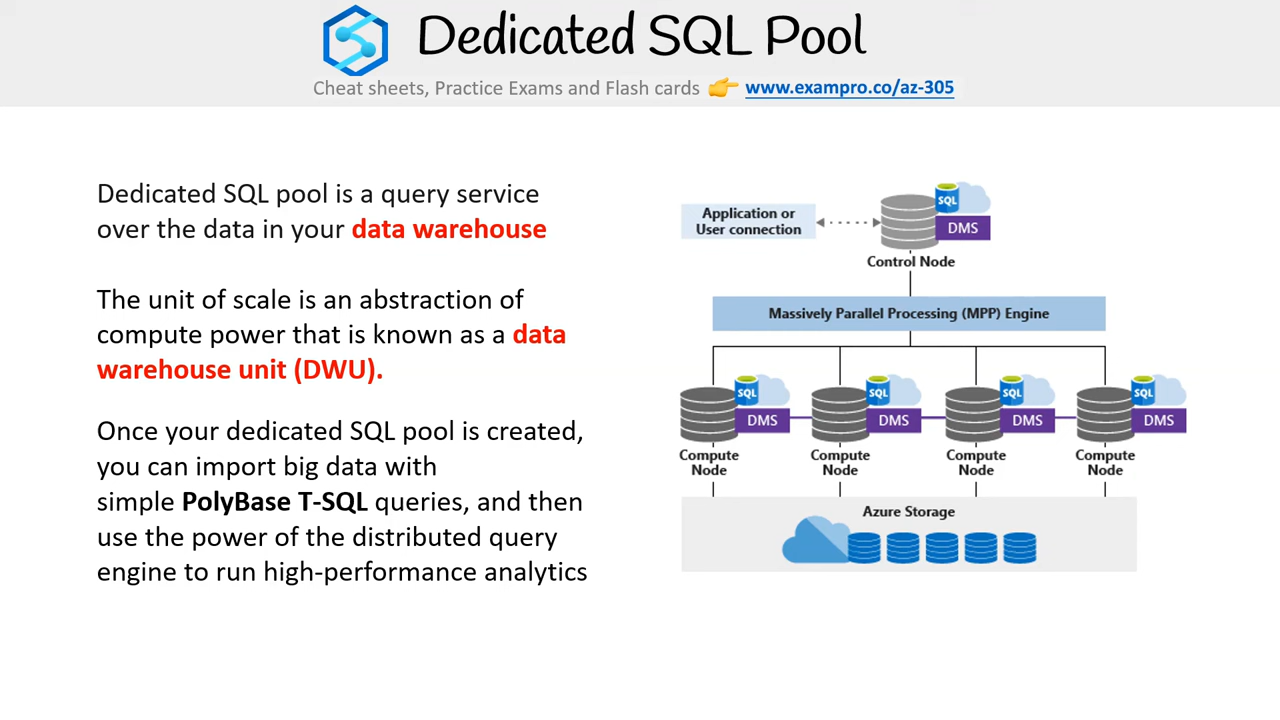 Dedicated SQL Pool
Cheat sheets, Practice Exams and Flash cards 👉 www.exampro.co/az-305
Dedicated SQL pool is a query service
over the data in your data warehouse
The unit of scale is an abstraction of
compute power that is known as a data
warehouse unit (DWU).
Once your dedicated SQL pool is created,
you can import big data with
simple PolyBase T-SQL queries, and then
use the power of the distributed query
engine to run high-performance analytics
Application or
User connection
SQL
DMS
Control Node
Massively Parallel Processing (MPP) Engine
SQL
DMS
Compute
Node
SQL
DMS
Compute
Node
SQL
DMS
Compute
Node
SQL
DMS
Compute
Node
Azure Storage